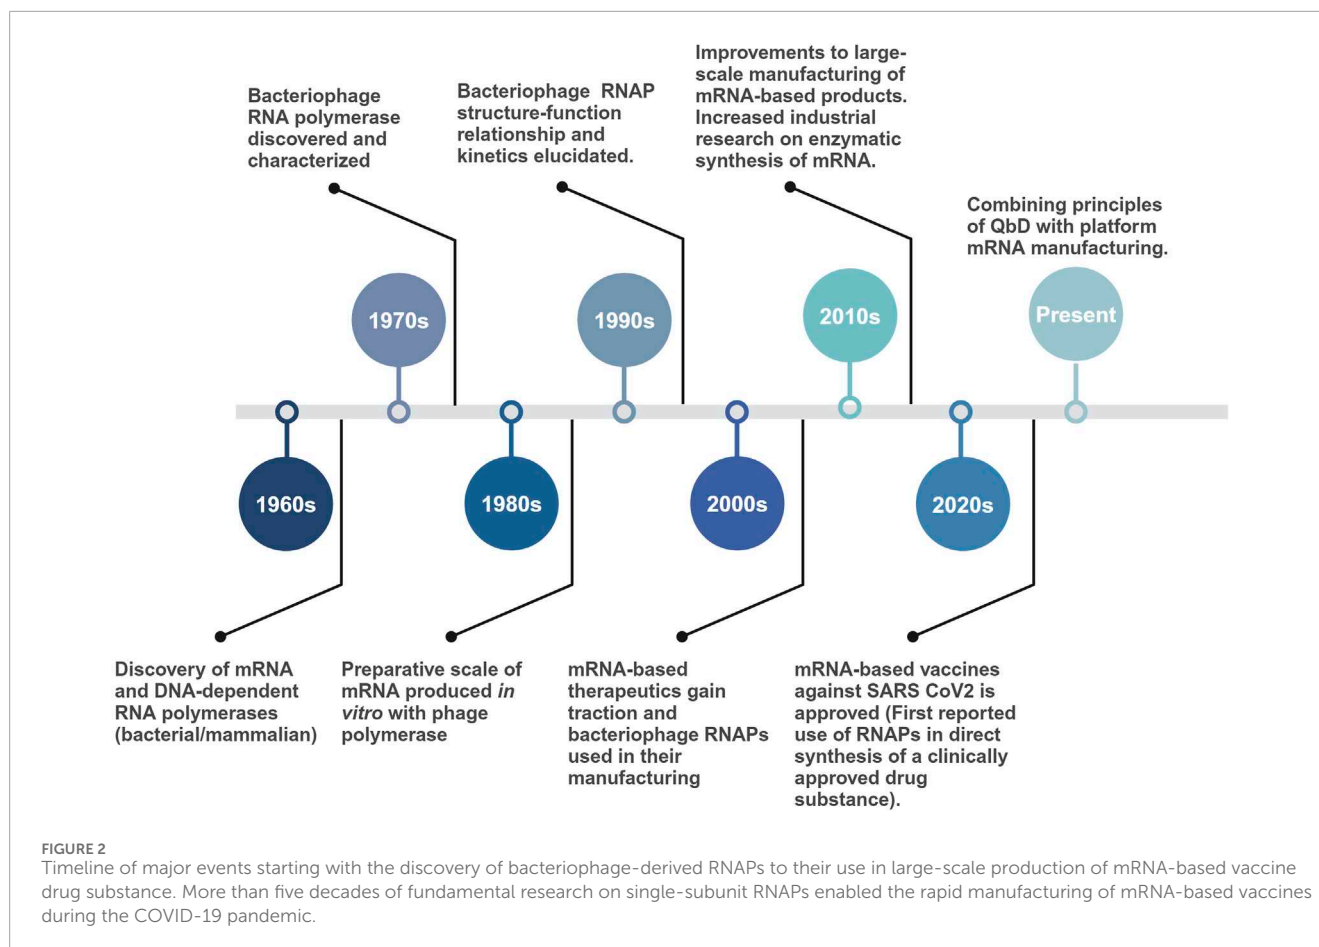 Improvements to large-
scale manufacturing of
mRNA-based products.
Increased industrial
research on enzymatic
synthesis of mRNA.
Bacteriophage RNAP
structure-function
relationship and
kinetics elucidated.
Bacteriophage
RNA polymerase
discovered and
characterized
Combining principles
of QbD with platform
mRNA manufacturing.
1970s
1990s
2010s
Present
1960s
1980s
2000s
2020s
Discovery of mRNA
and DNA-dependent
RNA polymerases
(bacterial/mammalian)
Preparative scale of
mRNA produced in
vitro with phage
polymerase
mRNA-based
therapeutics gain
traction and
bacteriophage RNAPs
used in their
manufacturing
mRNA-based vaccines
against SARS CoV2 is
approved (First reported
use of RNAPs in direct
synthesis of a clinically
approved drug
substance).
FIGURE 2
Timeline of major events starting with the discovery of bacteriophage-derived RNAPs to their use in large-scale production of mRNA-based vaccine
drug substance. More than five decades of fundamental research on single-subunit RNAPs enabled the rapid manufacturing of mRNA-based vaccines
during the COVID-19 pandemic.